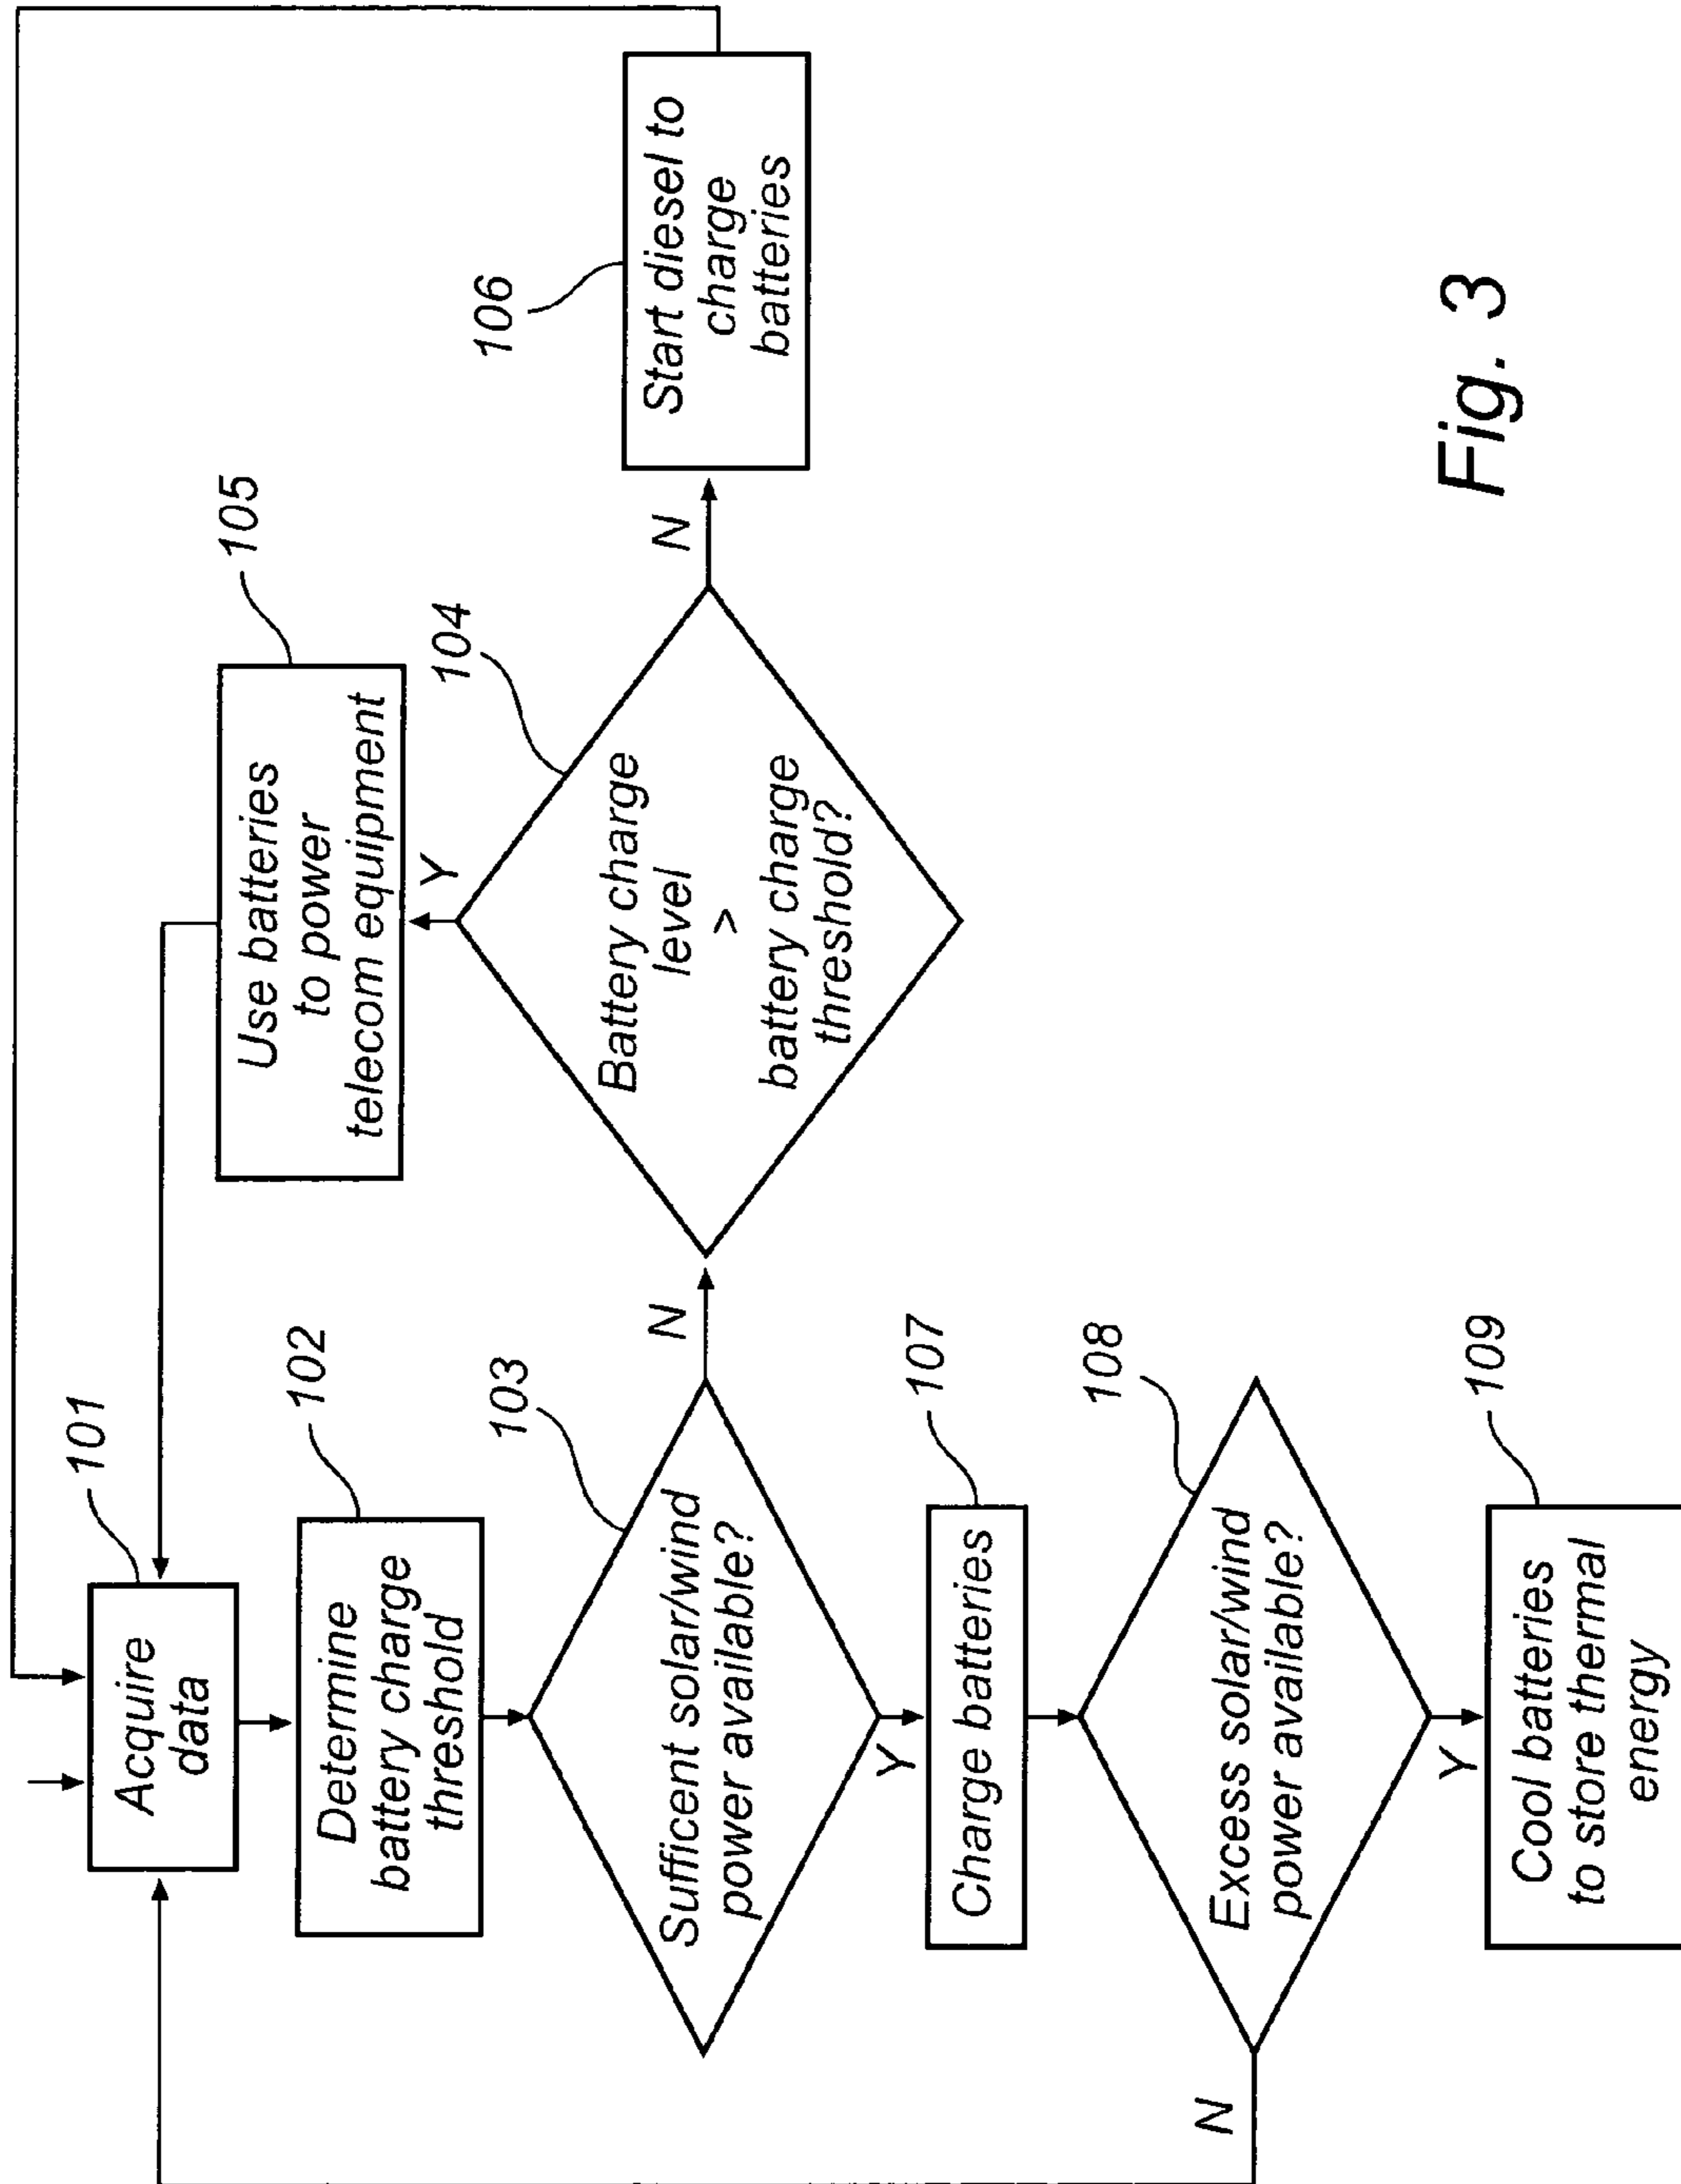 101
Acquire
data
102
Determine
battery charge
threshold
103
Sufficent solar/wind
power available?
N
Y
104
Battery charge
level
>
battery charge
threshold?
Y
N
105
Use batteries
to power
telecom equipment
106
Start diesel to
charge
batteries
107
Charge batteries
108
Excess solar/wind
power available?
N
Y
109
Cool batteries
to store thermal
energy
Fig. 3